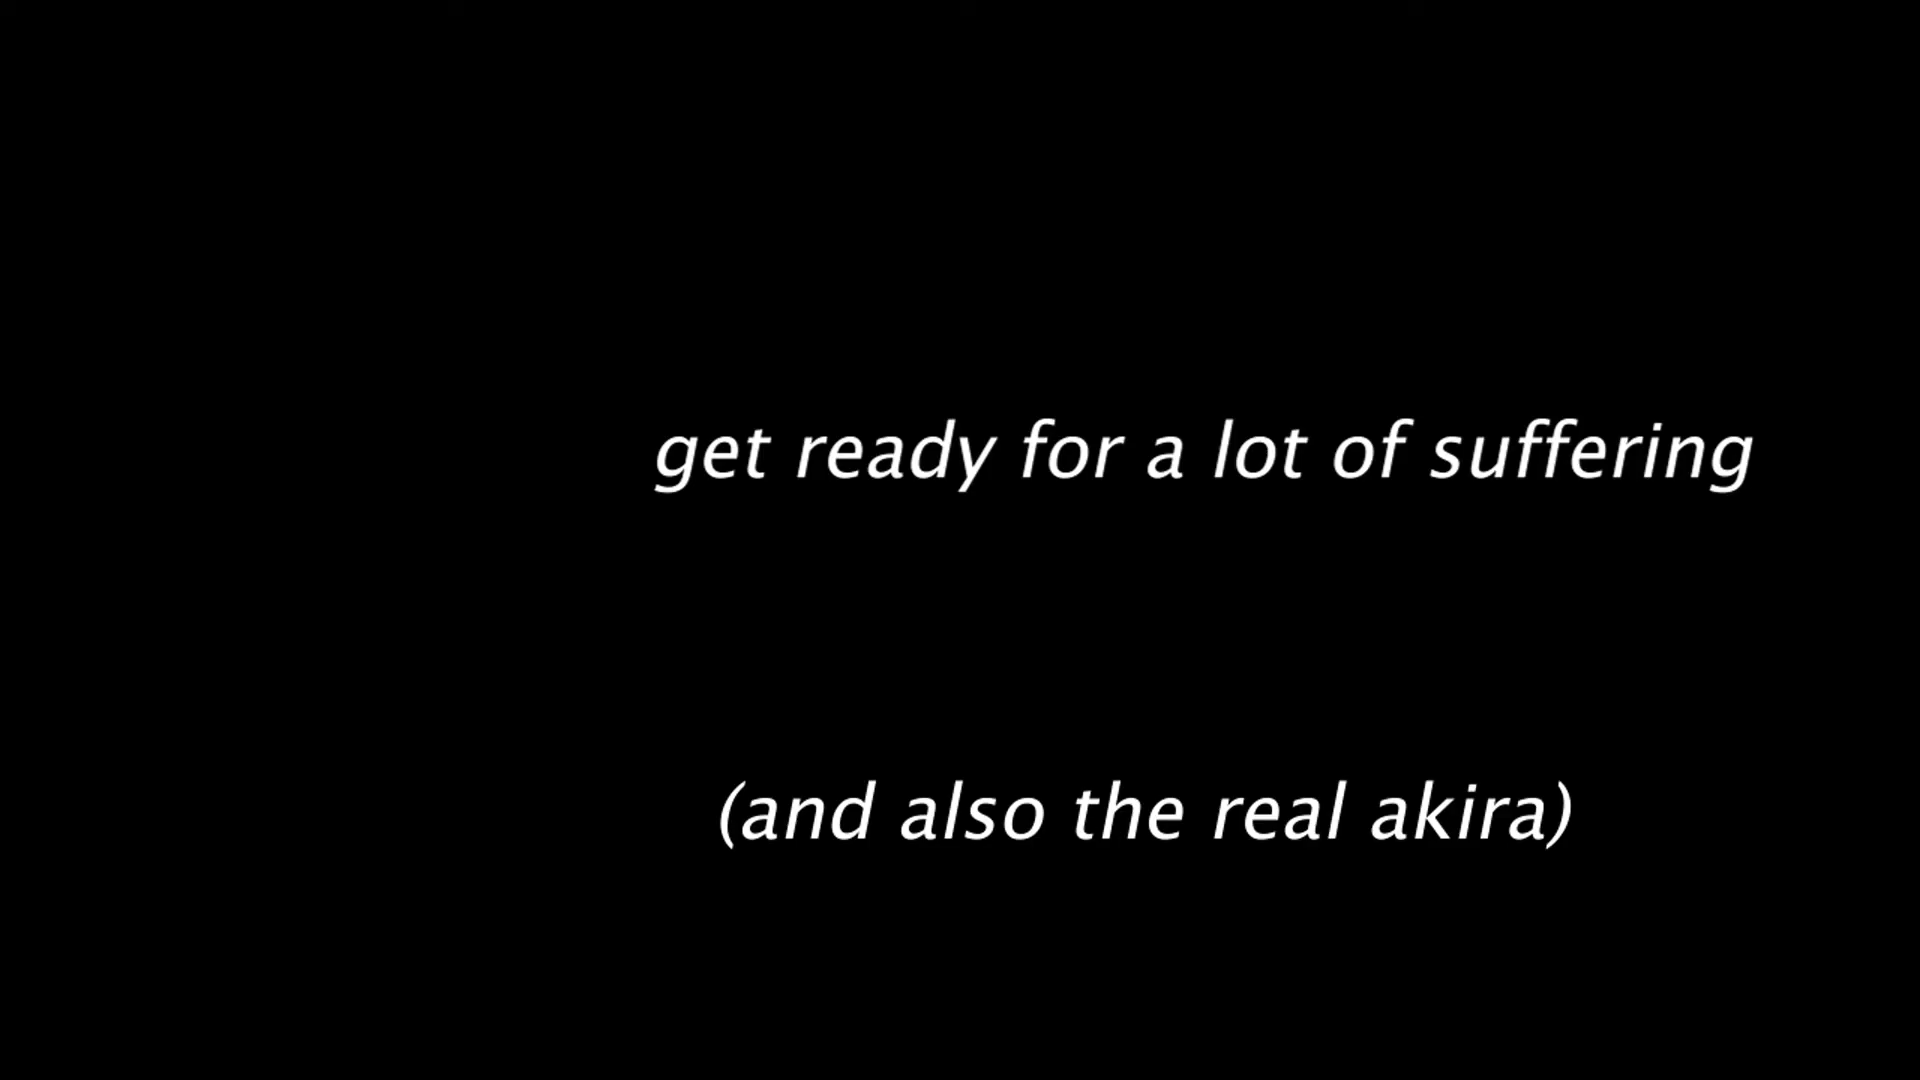 get ready for a lot of suffering
(and also the real akira)